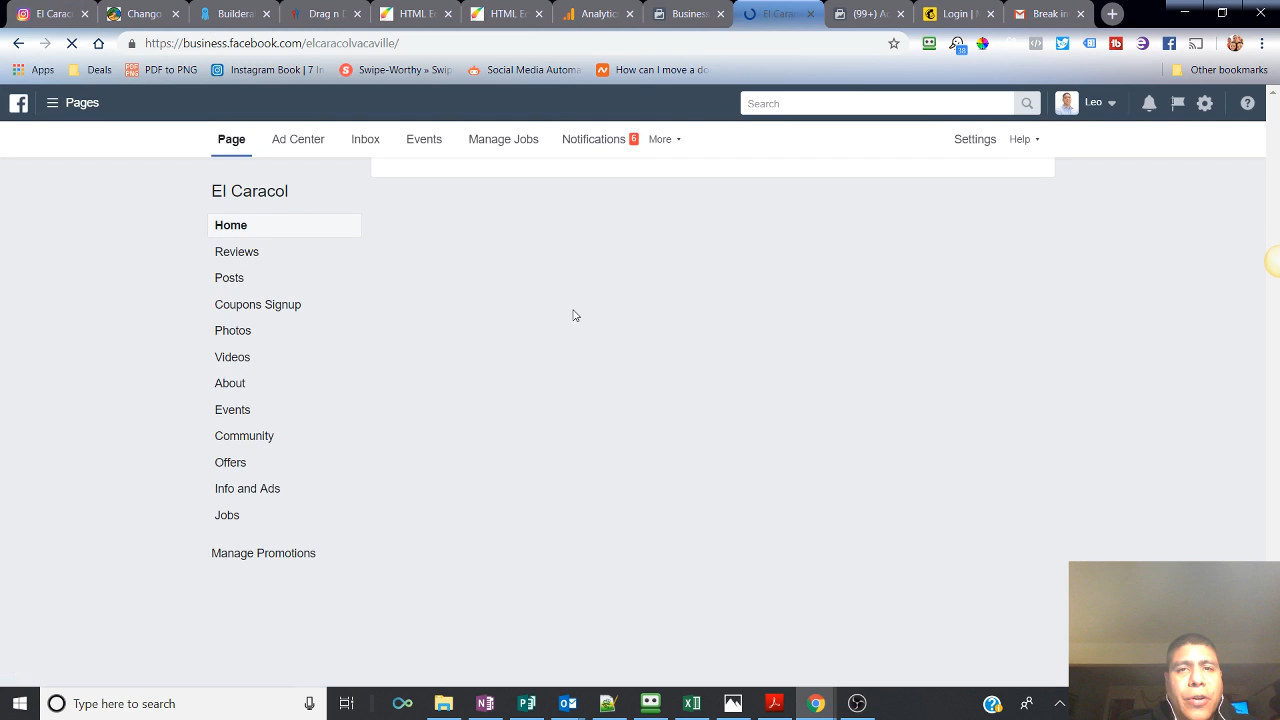 El Carac
Chango
Builderal
Drag n D
HTML E
HTML E
Analytic
Business
El Carac
(99+) A
Login |
Break in
https://business.facebook.com/elcaracolvacaville/
38
Apps
Deals
PDF to PNG
Instagram Book | 7 In
Swipe-Worthy » Swip
Social Media Automa
How can I move a do
Other bookmarks
Pages
Search
Leo
Page
Ad Center
Inbox
Events
Manage Jobs
Notifications 6
More
Settings
Help
El Caracol
Home
Reviews
Posts
Coupons Signup
Photos
Videos
About
Events
Community
Offers
Info and Ads
Jobs
Manage Promotions
Type here to search